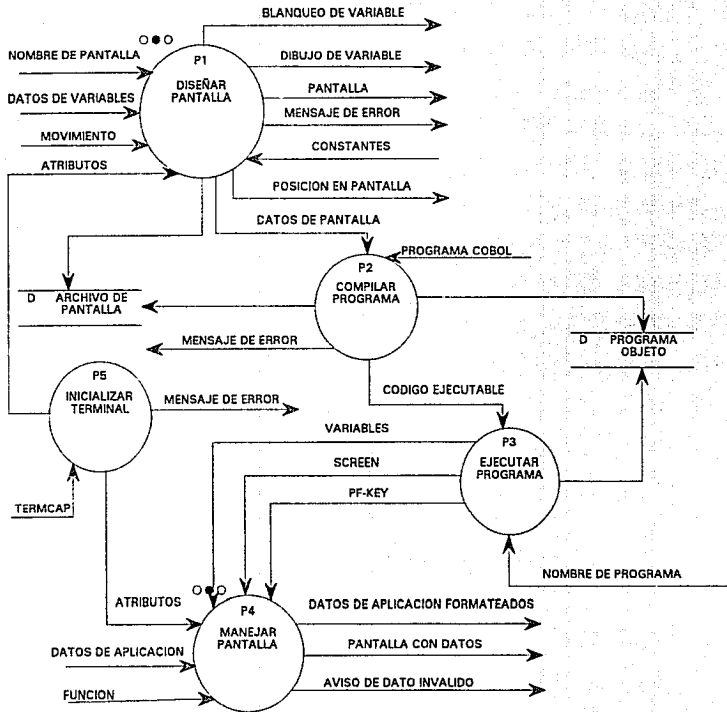 BLANQUEO DE VARIABLE
P1
NOMBRE DE PANTALLA
DISEÑAR
PANTALLA
DIBUJO DE VARIABLE
PANTALLA
DATOS DE VARIABLES
MENSAJE DE ERROR
MOVIMIENTO
CONSTANTES
ATRIBUTOS
POSICION EN PANTALLA
DATOS DE PANTALLA
P2
COMPILAR
PROGRAMA
PROGRAMA COBOL
D ARCHIVO DE
PANTALLA
MENSAJE DE ERROR
D PROGRAMA
OBJETO
P5
INICIALIZAR
TERMINAL
MENSAJE DE ERROR
CODIGO EJECUTABLE
VARIABLES
P3
EJECUTAR
PROGRAMA
SCREEN
PF-KEY
TERMCAP
NOMBRE DE PROGRAMA
ATRIBUTOS
P4
MANEJAR
PANTALLA
DATOS DE APLICACION FORMATEADOS
DATOS DE APLICACION
PANTALLA CON DATOS
FUNCION
AVISO DE DATO INVALIDO